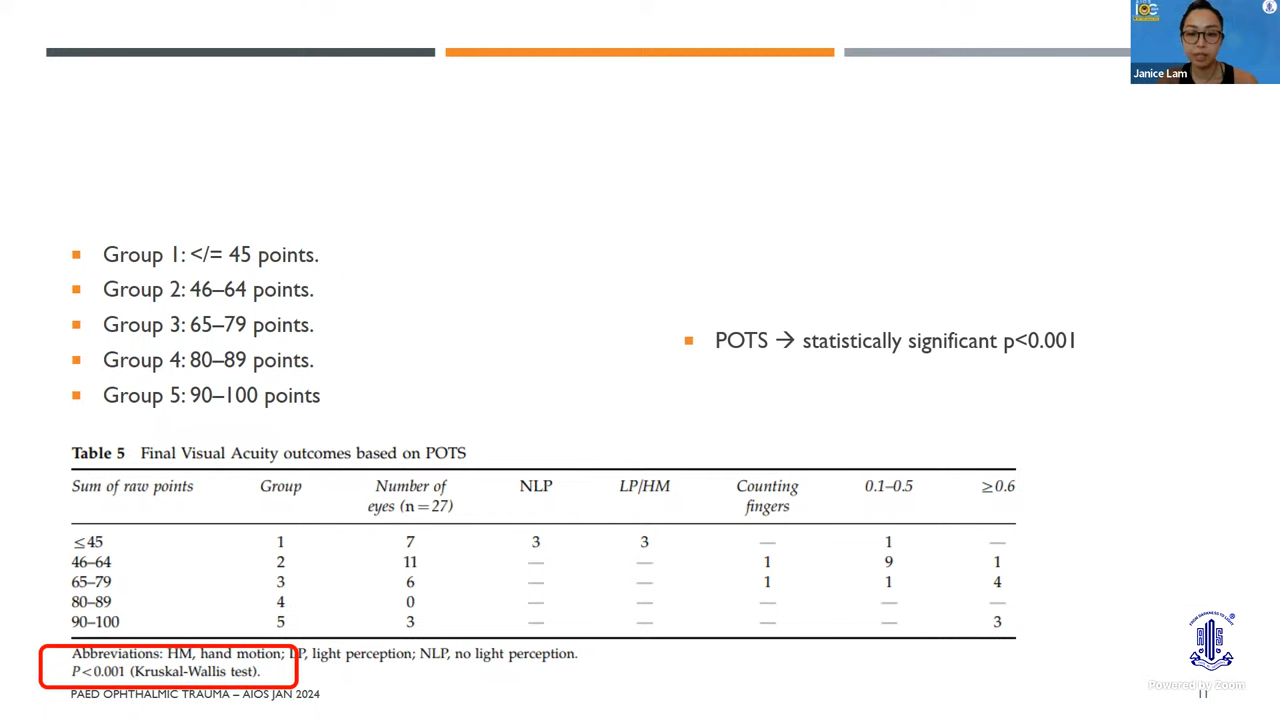 AIOS
Janice Lam
Group 1: </= 45 points.
Group 2: 46–64 points.
Group 3: 65–79 points.
Group 4: 80–89 points.
Group 5: 90–100 points
POTS → statistically significant p<0.001
Table 5 Final Visual Acuity outcomes based on POTS
Sum of raw points Group Number of eyes (n=27) NLP LP/HM Counting fingers 0.1–0.5 ≥0.6
≤45 1 7 3 3 — 1 —
46–64 2 11 — — 1 9 1
65–79 3 6 — — 1 1 4
80–89 4 0 — — — — —
90–100 5 3 — — — — 3
Abbreviations: HM, hand motion; LP, light perception; NLP, no light perception.
P<0.001 (Kruskal-Wallis test).
PAED OPHTHALMIC TRAUMA – AIOS JAN 2024
Powered by Zoom
11